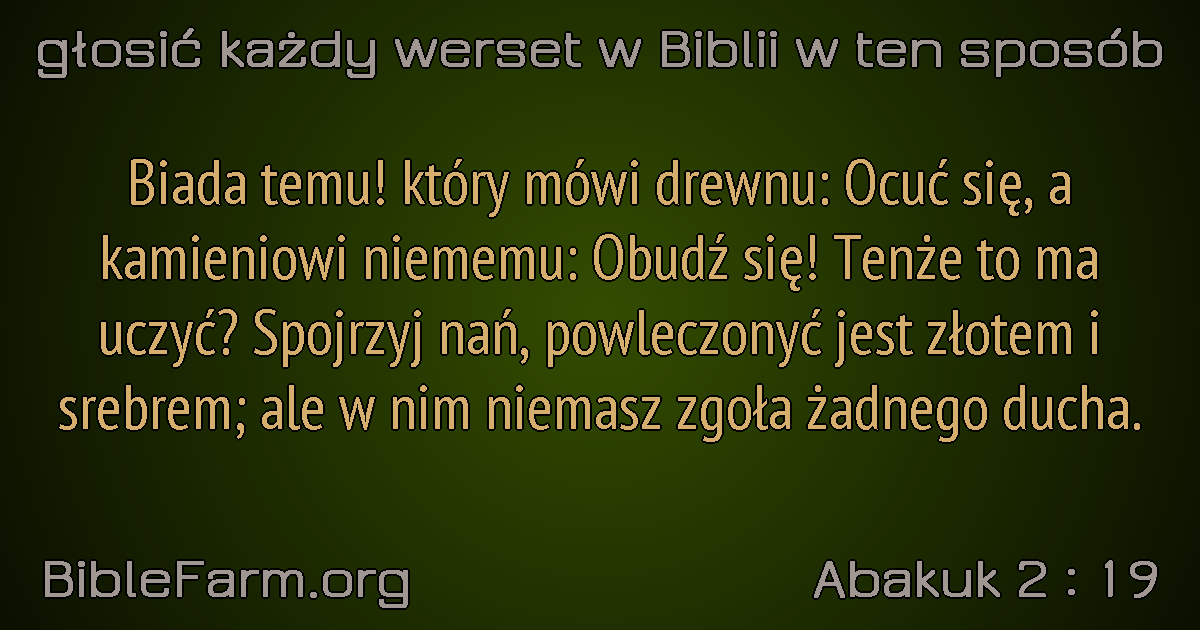 głosić każdy werset w Biblii w ten sposób
Biada temu! który mówi drewnu: Ocuć się, a
kamieniowi niememu: Obudź się! Tenże to ma
uczyć? Spojrzyj nań, powleczonyć jest złotem i
srebrem; ale w nim niemasz zgoła żadnego ducha.
BibleFarm.org
Abakuk 2 : 19